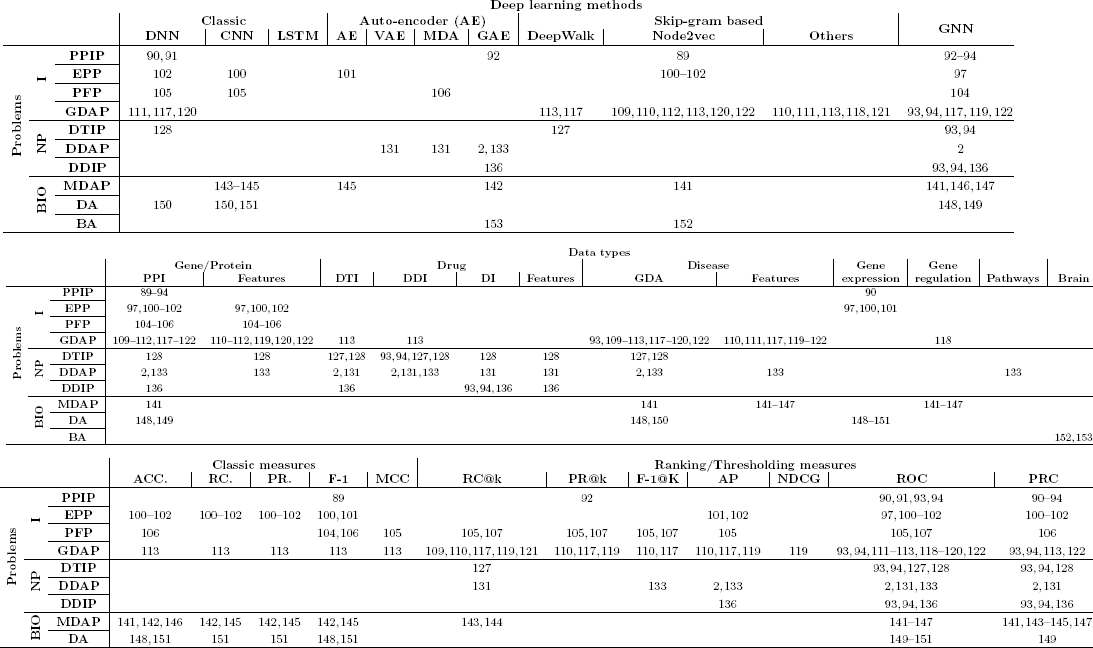 Deep learning methods
Classic Auto-encoder (AE) Skip-gram based GNN
DNN CNN LSTM AE VAE MDA GAE DeepWalk Node2vec Others
Problems
I
PPIP 90,91 92 89 92–94
EPP 102 100 101 100–102 97
PFP 105 105 106 104
GDAP 111,117,120 113,117 109,110,112,113,120,122 110,111,113,118,121 93,94,117,119,122
NP
DTIP 128 127 93,94
DDAP 131 131 2,133 2
DDIP 136 93,94,136
BIO
MDAP 143–145 145 142 141 141,146,147
DA 150 150,151 148,149
BA 153 152
Data types
Gene/Protein Drug Disease Gene expression Gene regulation Pathways Brain
PPI Features DTI DDI DI Features GDA Features
Problems
I
PPIP 89–94 90
EPP 97,100–102 97,100,102 97,100,101
PFP 104–106 104–106
GDAP 109–112,117–122 110–112,119,120,122 113 113 93,109–113,117–120,122 110,111,117,119–122 118
NP
DTIP 128 128 127,128 93,94,127,128 128 128 127,128
DDAP 2,133 133 2,131 2,131,133 131 131 2,133 133 133
DDIP 136 136 93,94,136 136
BIO
MDAP 141 141 141–147 141–147
DA 148,149 148,150 148–151
BA 152,153
Classic measures Ranking/Thresholding measures
ACC. RC. PR. F-1 MCC RC@k PR@k F-1@K AP NDCG ROC PRC
Problems
I
PPIP 89 92 90,91,93,94 90–94
EPP 100–102 100–102 100–102 100,101 101,102 97,100–102 100–102
PFP 106 104,106 105 105,107 105,107 105,107 105 105,107 106
GDAP 113 113 113 113 113 109,110,117,119,121 110,117,119 110,117 110,117,119 119 93,94,111–113,118–120,122 93,94,113,122
NP
DTIP 127 93,94,127,128 93,94,128
DDAP 131 133 2,133 2,131,133 2,131
DDIP 136 93,94,136 93,94,136
BIO
MDAP 141,142,146 142,145 142,145 142,145 143,144 141–147 141,143–145,147
DA 148,151 151 151 148,151 149–151 149